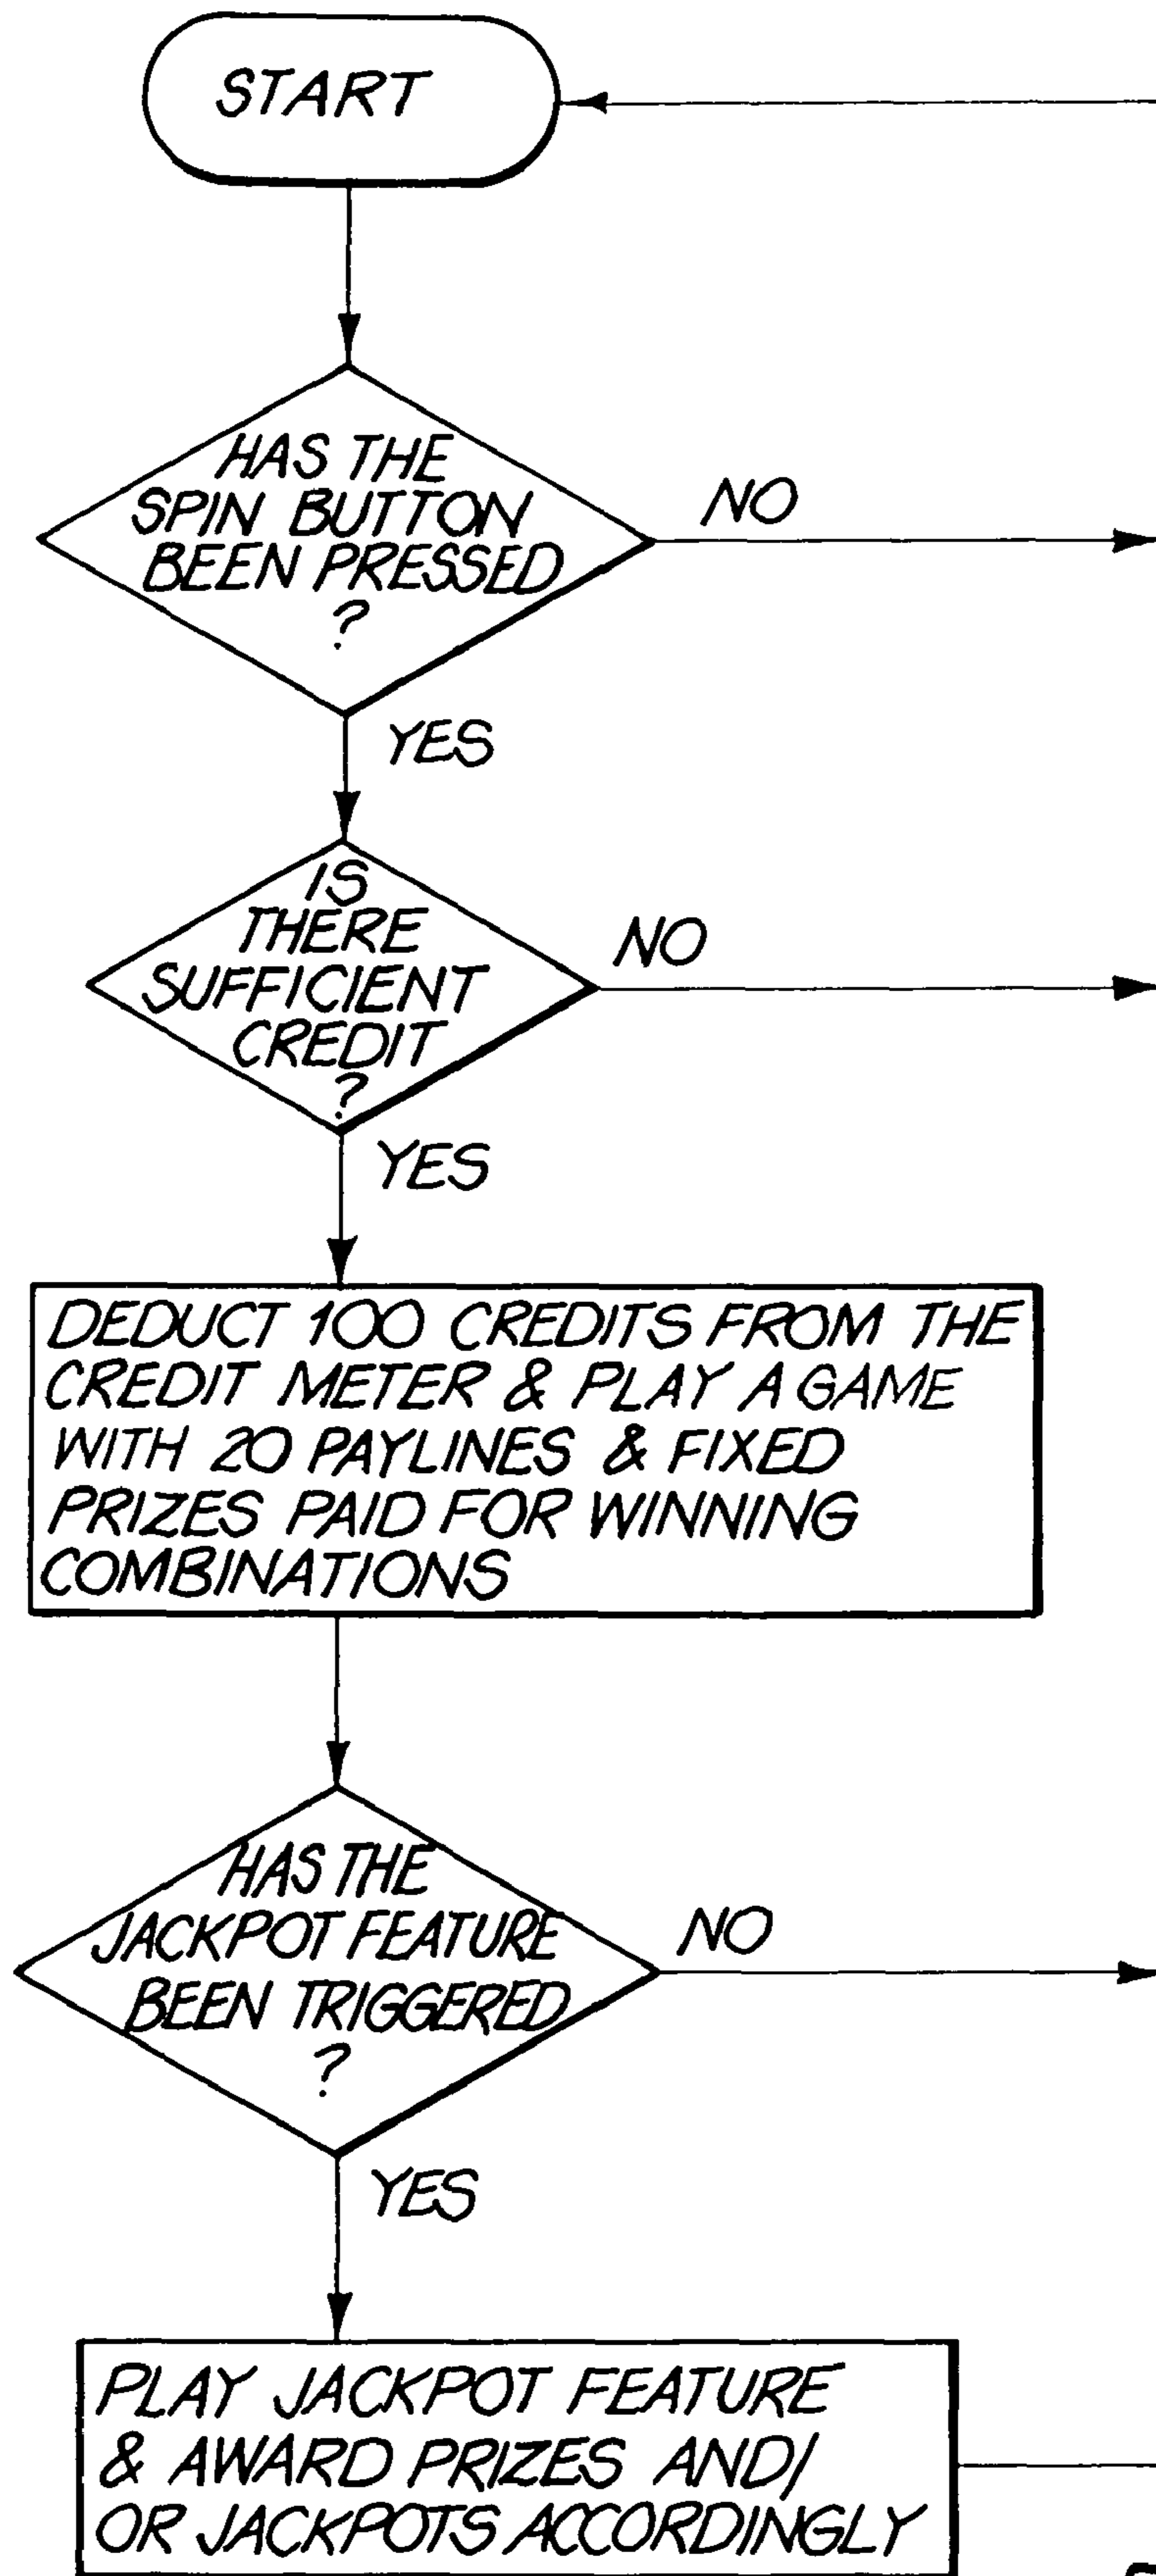 START
HAS THE
SPIN BUTTON
BEEN PRESSED
?
NO
YES
IS
THERE
SUFFICIENT
CREDIT
?
NO
YES
DEDUCT 100 CREDITS FROM THE
CREDIT METER & PLAY A GAME
WITH 20 PAYLINES & FIXED
PRIZES PAID FOR WINNING
COMBINATIONS
HAS THE
JACKPOT FEATURE
BEEN TRIGGERED
?
NO
YES
PLAY JACKPOT FEATURE
& AWARD PRIZES AND/
OR JACKPOTS ACCORDINGLY